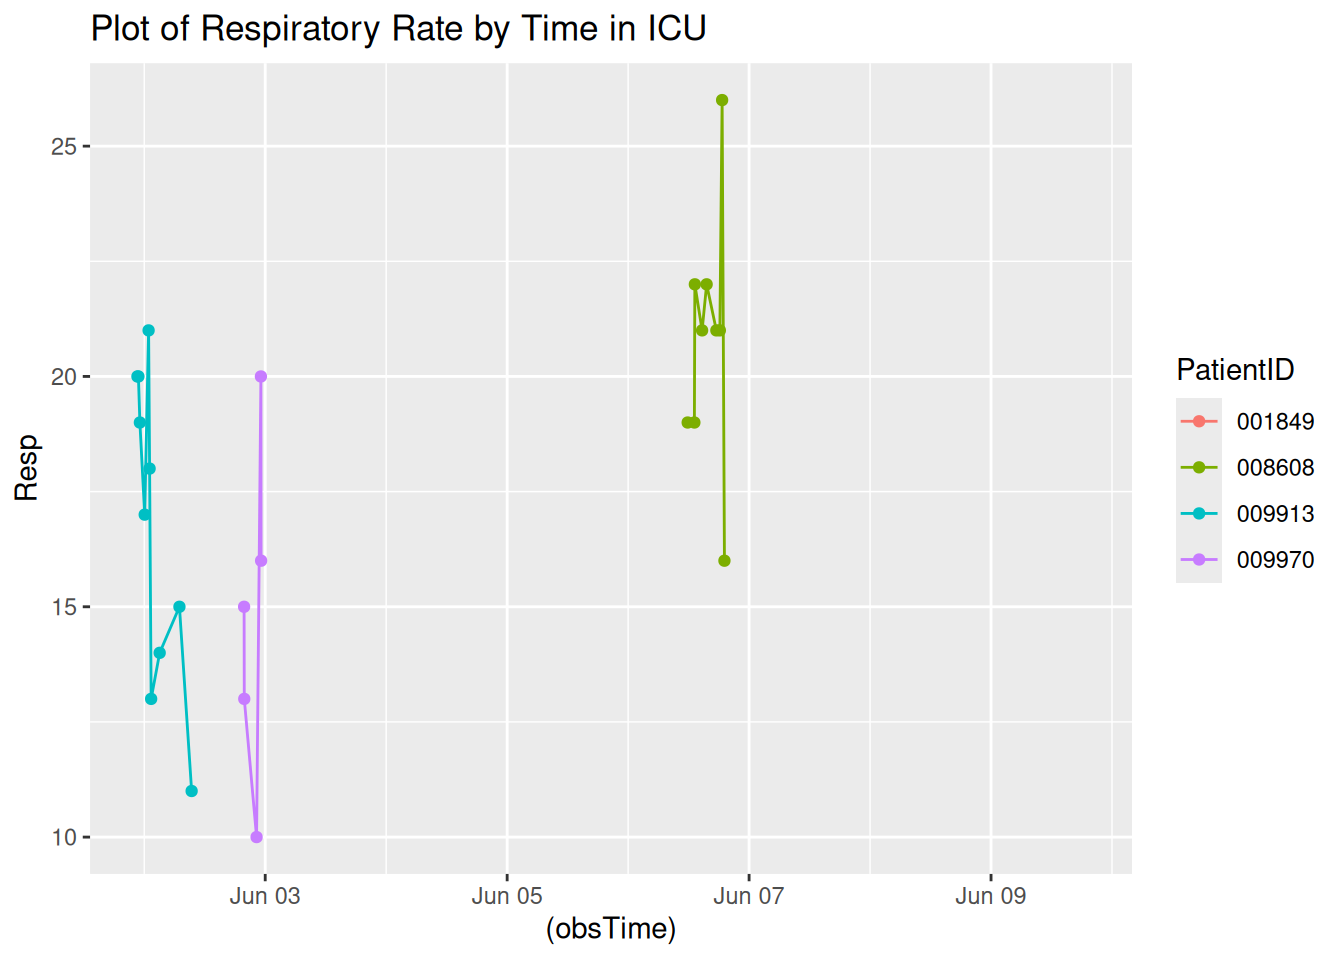 Plot of Respiratory Rate by Time in ICU
25
20
15
10
Resp
Jun 03
Jun 05
Jun 07
Jun 09
(obsTime)
PatientID
001849
008608
009913
009970